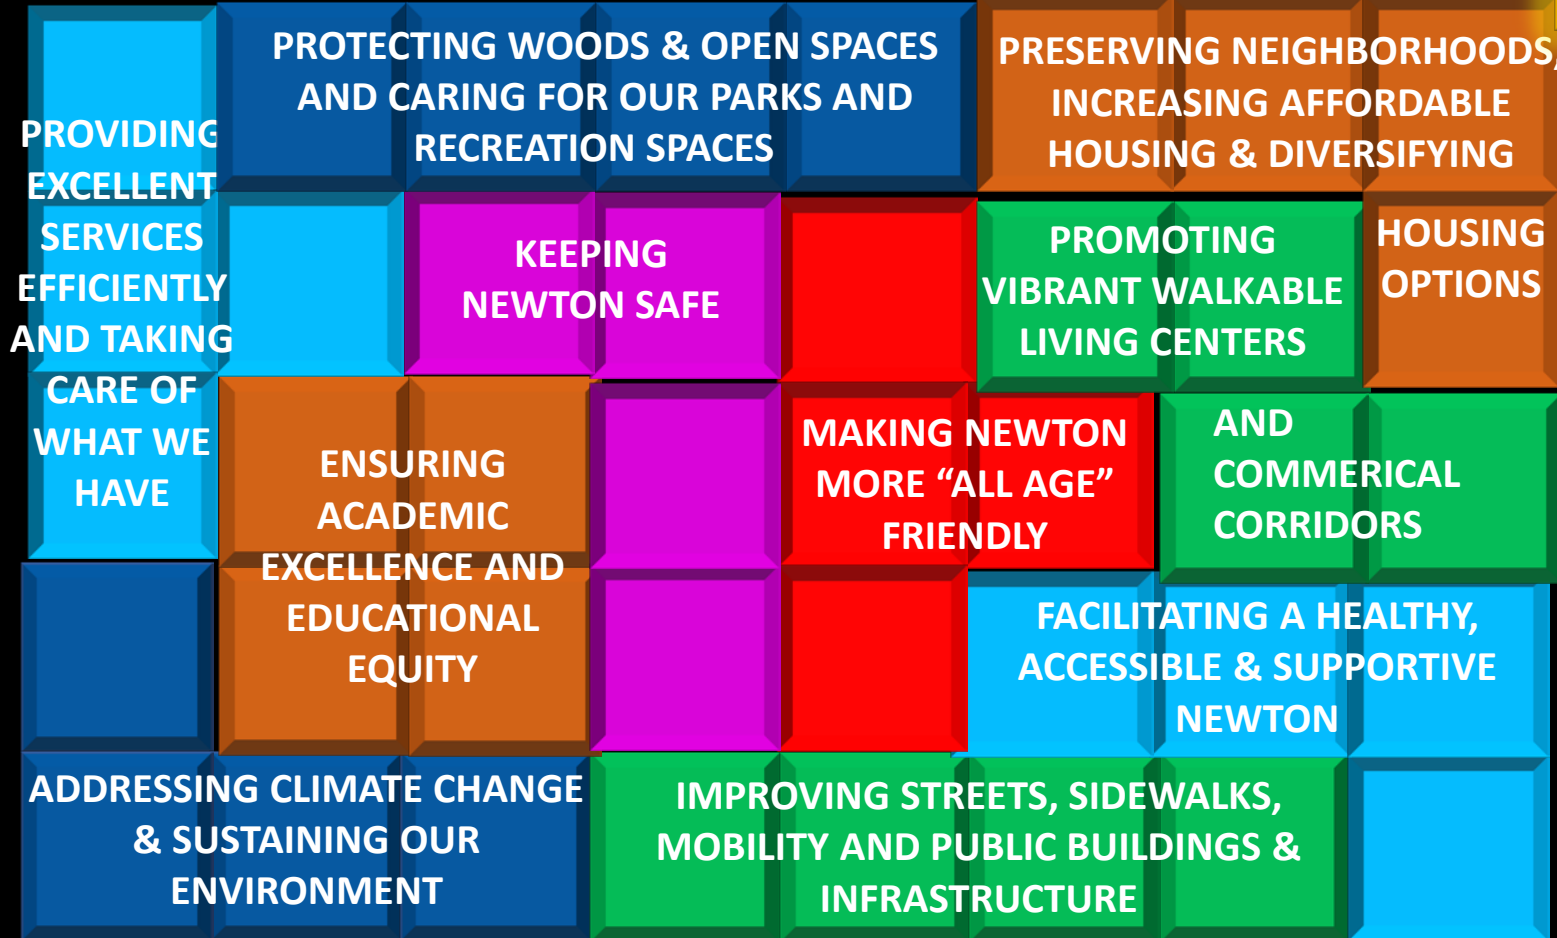 PROVIDING
EXCELLENT
SERVICES
EFFICIENTLY
AND TAKING
CARE OF
WHAT WE
HAVE
PROTECTING WOODS & OPEN SPACES
AND CARING FOR OUR PARKS AND
RECREATION SPACES
PRESERVING NEIGHBORHOODS,
INCREASING AFFORDABLE
HOUSING & DIVERSIFYING
HOUSING
OPTIONS
KEEPING
NEWTON SAFE
PROMOTING
VIBRANT WALKABLE
LIVING CENTERS
AND
COMMERICAL
CORRIDORS
ENSURING
ACADEMIC
EXCELLENCE AND
EDUCATIONAL
EQUITY
MAKING NEWTON
MORE “ALL AGE”
FRIENDLY
FACILITATING A HEALTHY,
ACCESSIBLE & SUPPORTIVE
NEWTON
ADDRESSING CLIMATE CHANGE
& SUSTAINING OUR
ENVIRONMENT
IMPROVING STREETS, SIDEWALKS,
MOBILITY AND PUBLIC BUILDINGS &
INFRASTRUCTURE